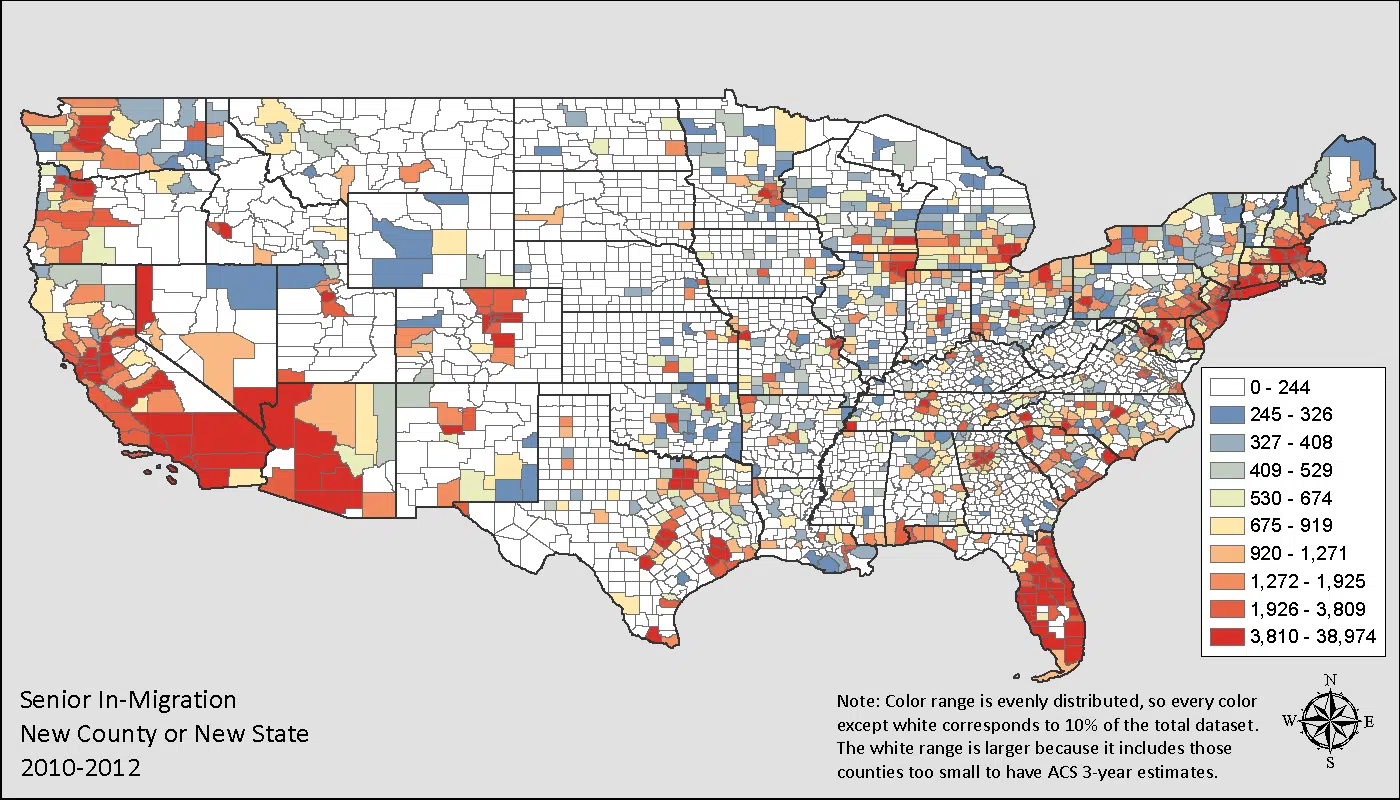 0 - 244
245 - 326
327 - 408
409 - 529
530 - 674
675 - 919
920 - 1,271
1,272 - 1,925
1,926 - 3,809
3,810 - 38,974
Senior In-Migration
New County or New State
2010-2012
Note: Color range is evenly distributed, so every color
except white corresponds to 10% of the total dataset.
The white range is larger because it includes those
counties too small to have ACS 3-year estimates.
N
W E
S